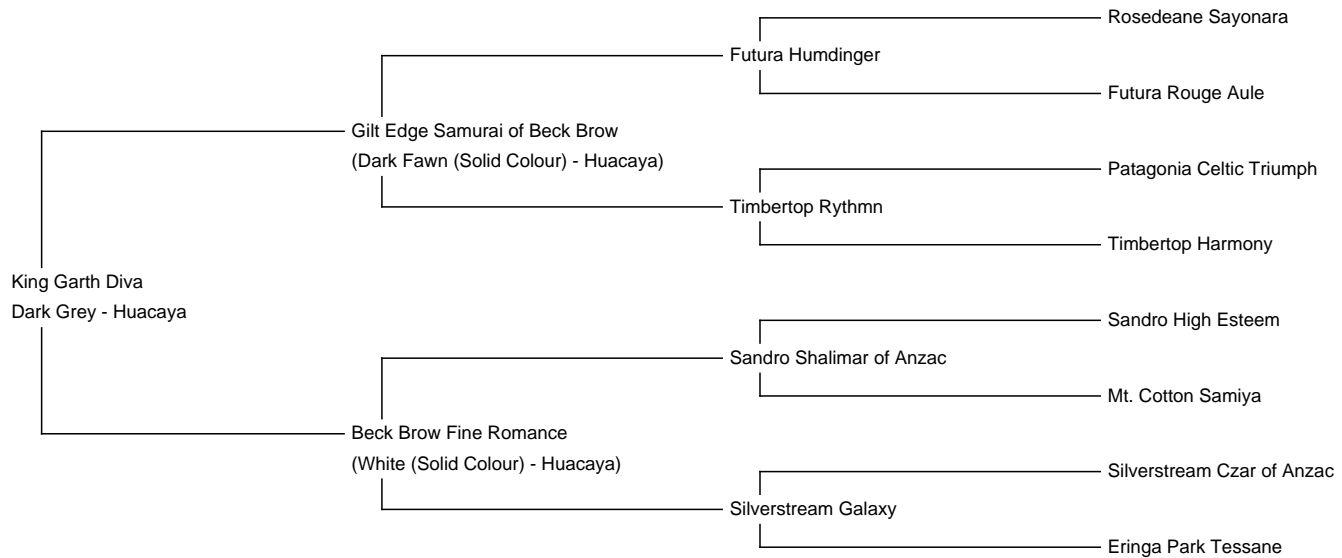 Rosedeane Sayonara
Futura Humdinger
Futura Rouge Aule
Gilt Edge Samurai of Beck Brow
(Dark Fawn (Solid Colour) - Huacaya)
Patagonia Celtic Triumph
Timbertop Rythmn
Timbertop Harmony
King Garth Diva
Dark Grey - Huacaya
Sandro High Esteem
Sandro Shalimar of Anzac
Mt. Cotton Samiya
Beck Brow Fine Romance
(White (Solid Colour) - Huacaya)
Silverstream Czar of Anzac
Silverstream Galaxy
Eringa Park Tessane